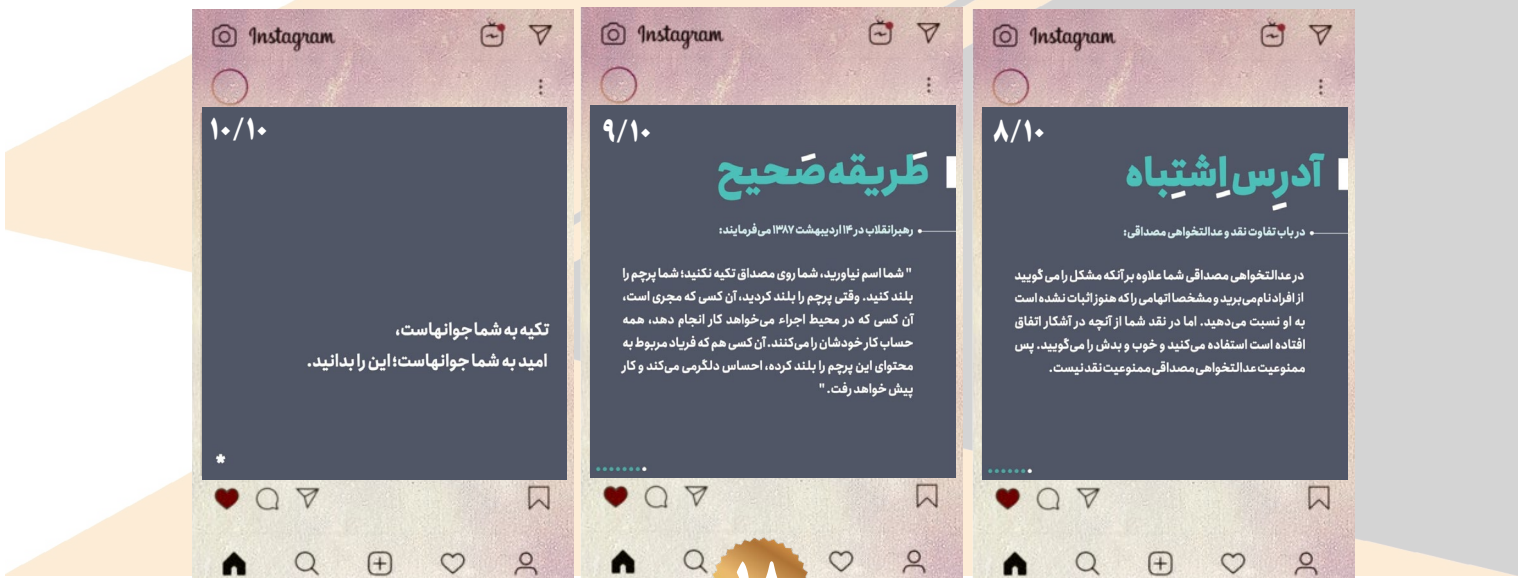 Instagram
۸/۱۰
آدرِس اِشتِباه
در باب تفاوت نقد و عدالتخواهی مصداقی:
در عدالتخواهی مصداقی شما علاوه بر آنکه مشکل را می گویید
از افراد نام می‌برید و مشخصا اتهامی را که هنوز اثبات نشده است
به او نسبت می‌دهید. اما در نقد شما از آنچه در آشکار اتفاق
افتاده است استفاده می‌کنید و خوب و بدش را می‌گویید. پس
ممنوعیت عدالتخواهی مصداقی ممنوعیت نقد نیست.
Instagram
۹/۱۰
طَریقه صَحیح
رهبر انقلاب در ۱۴ اردیبهشت ۱۳۸۷ می‌فرمایند:
" شما اسم نیاورید، شما روی مصداق تکیه نکنید؛ شما پرچم را
بلند کنید. وقتی پرچم را بلند کردید، آن کسی که مجری است،
آن کسی که در محیط اجراء می‌خواهد کار انجام دهد، همه
حساب کار خودشان را می‌کنند. آن کسی هم که فریاد مربوط به
محتوای این پرچم را بلند کرده، احساس دلگرمی می‌کند و کار
پیش خواهد رفت. "
Instagram
۱۰/۱۰
تکیه به شما جوانهاست،
امید به شما جوانهاست؛ این را بدانید.
*